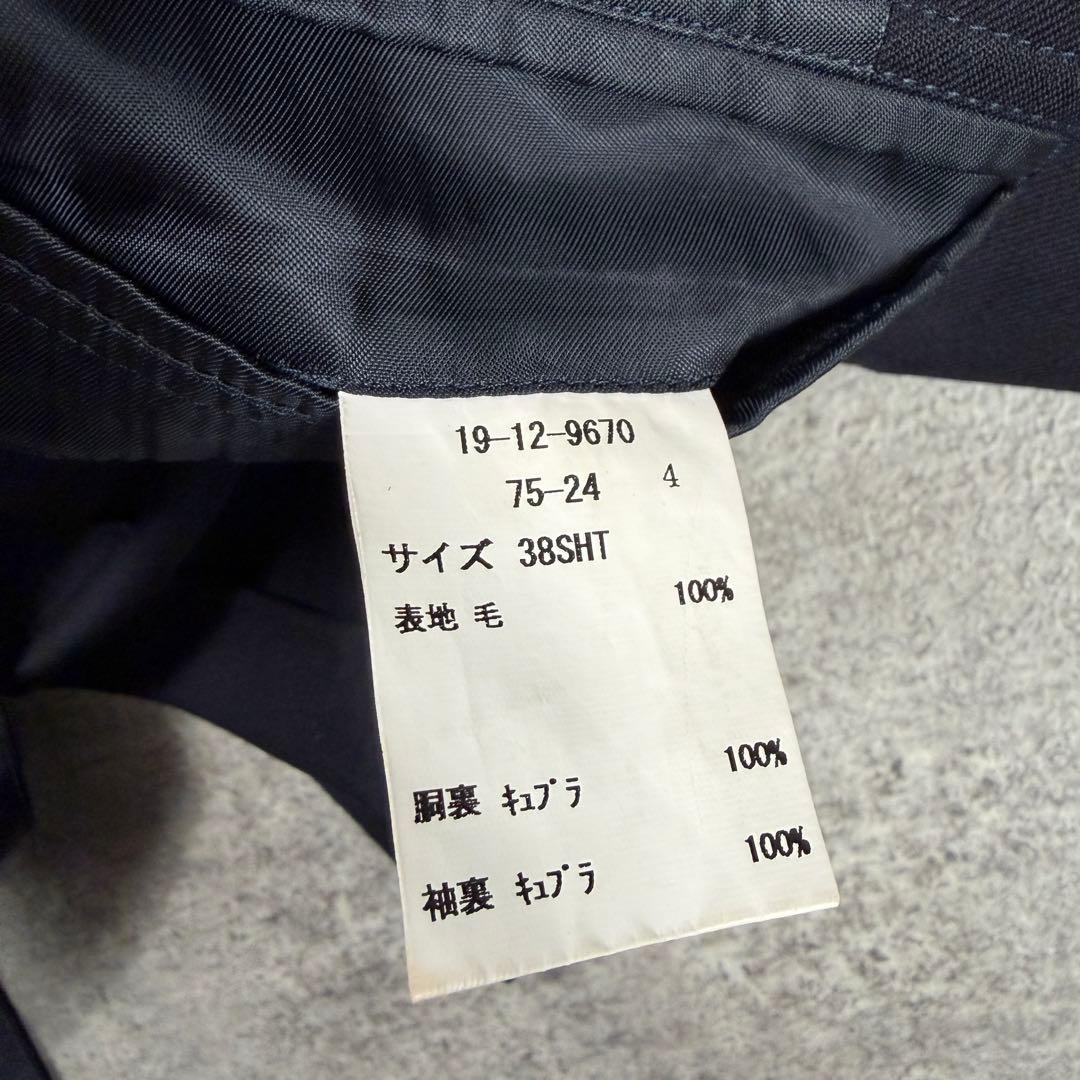 19-12-9670
75-24 4
サイズ 38SHT
表地 毛 100%
胴裏 キュプラ 100%
袖裏 キュプラ 100%